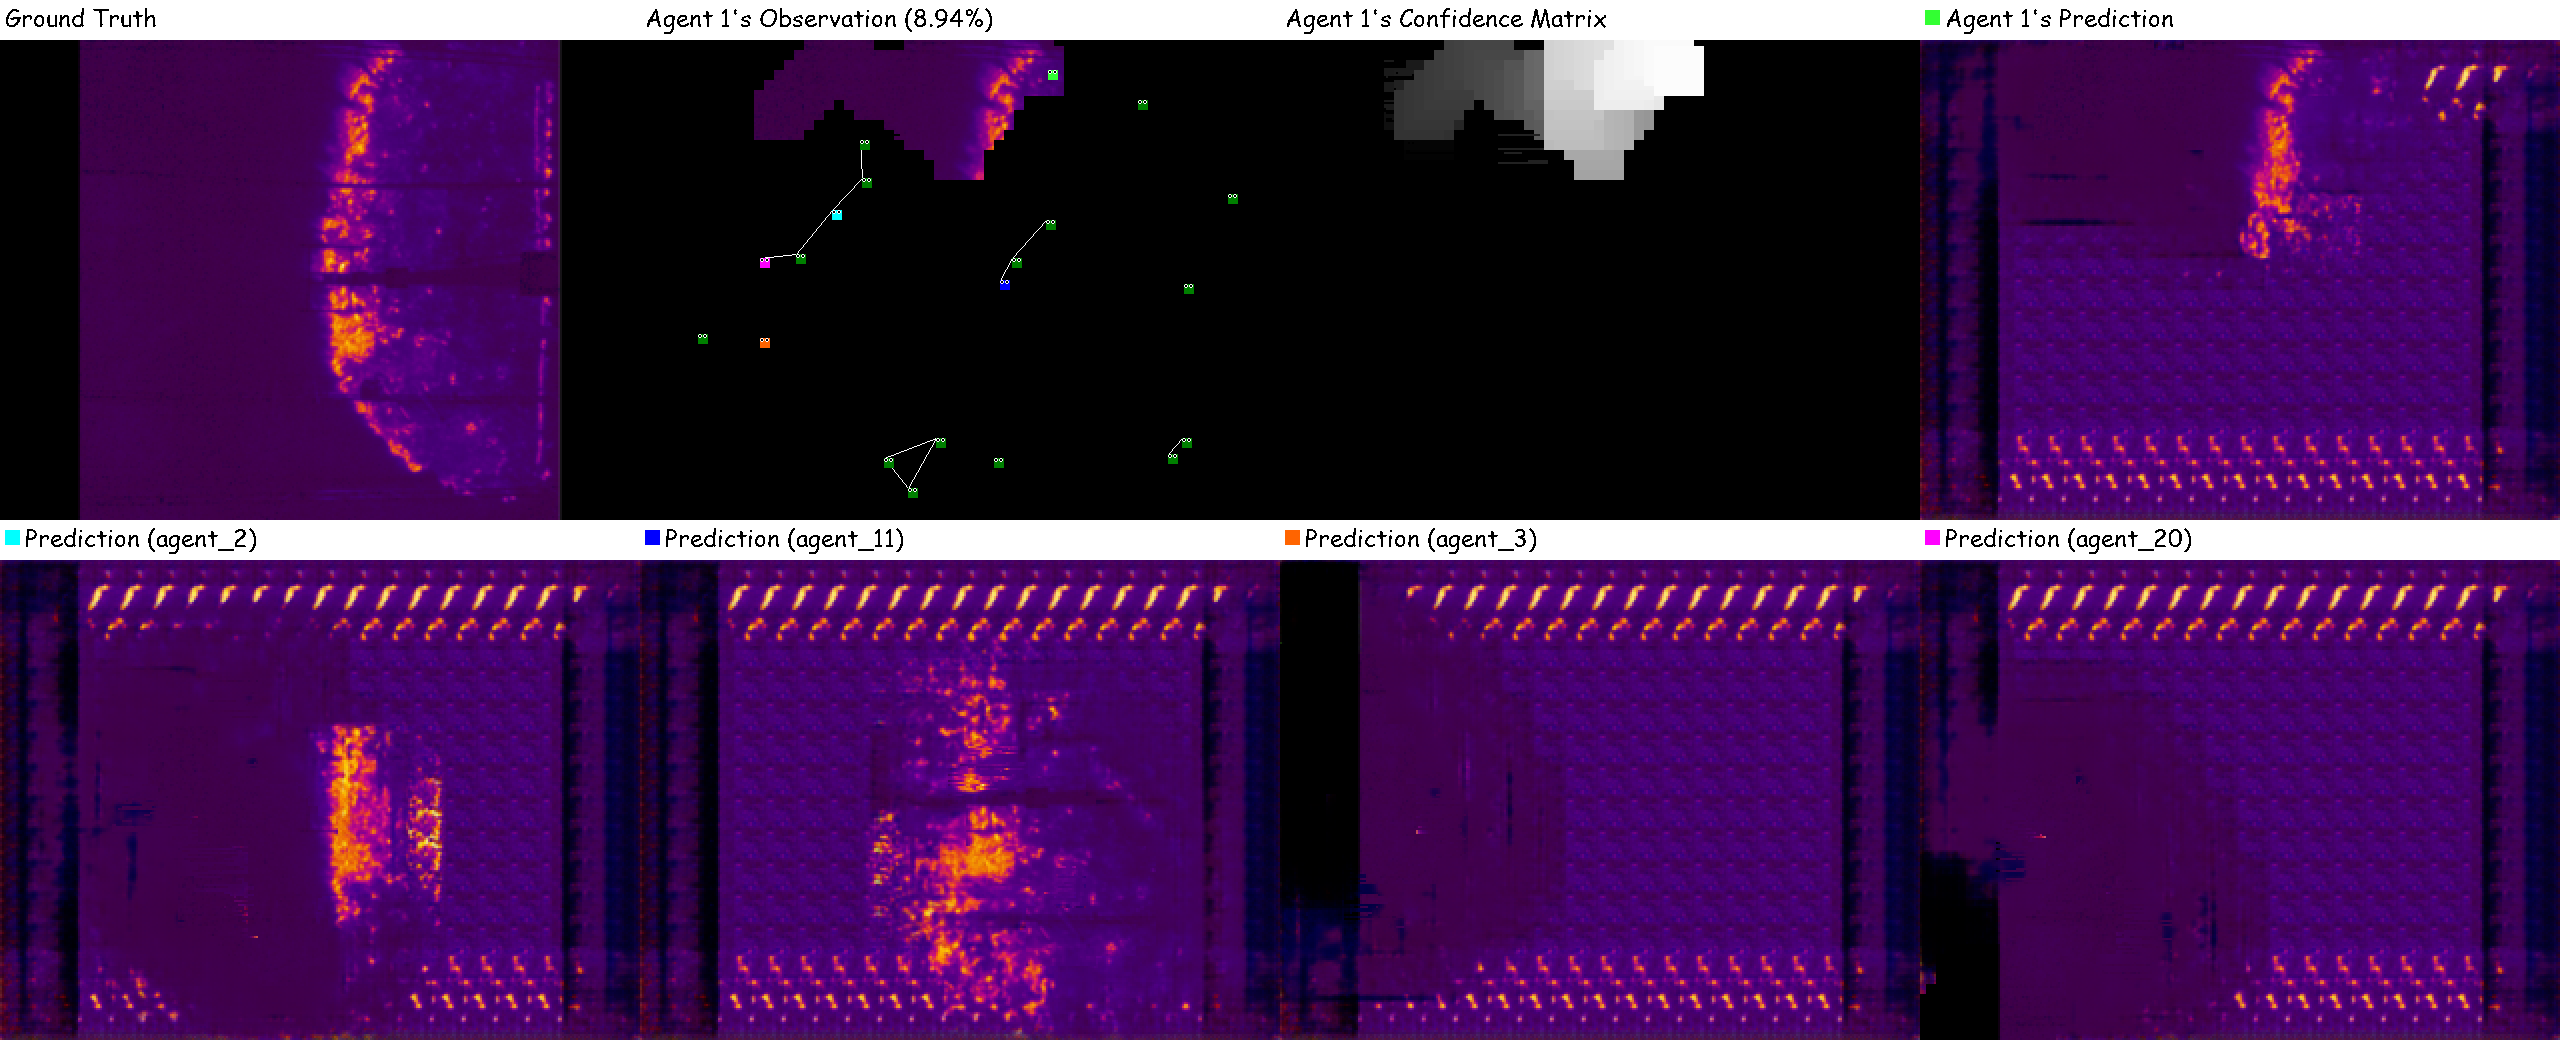 Ground Truth
Agent 1's Observation (8.94%)
Agent 1's Confidence Matrix
Agent 1's Prediction
Prediction (agent_2)
Prediction (agent_11)
Prediction (agent_3)
Prediction (agent_20)